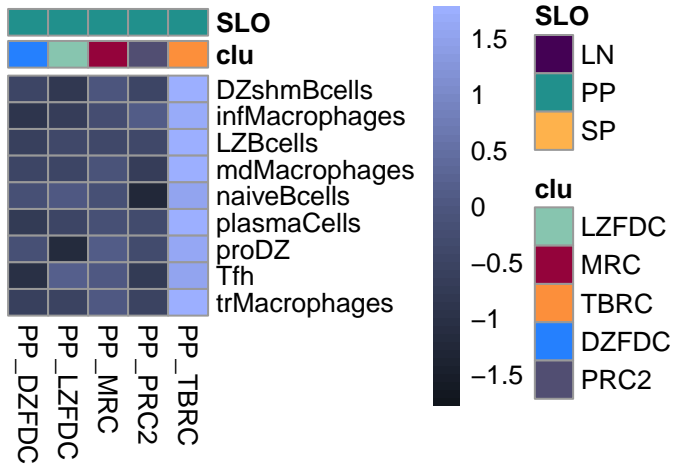 SLO
clu
DZshmBcells
infMacrophages
LZBcells
mdMacrophages
naiveBcells
plasmaCells
proDZ
Tfh
trMacrophages
PP_DZFDC
PP_LZFDC
PP_MRC
PP_PRC2
PP_TBRC
1.5
1
0.5
0
−0.5
−1
−1.5
SLO
LN
PP
SP
clu
LZFDC
MRC
TBRC
DZFDC
PRC2